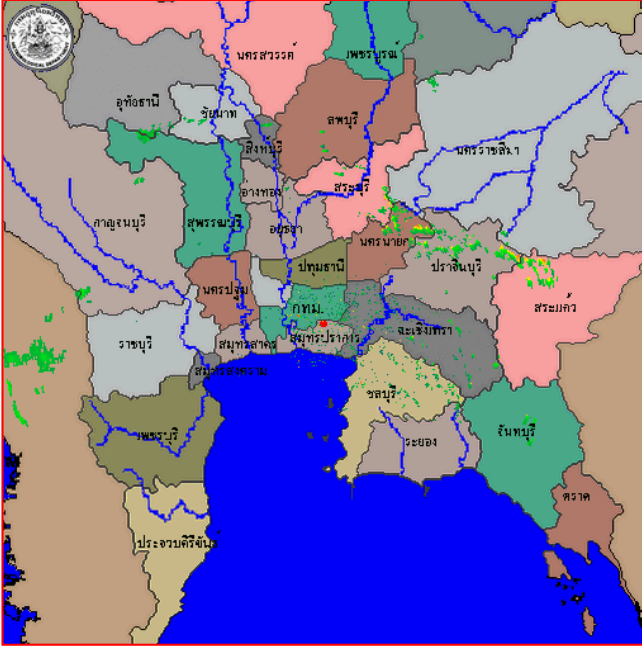 นครสวรรค์
เพชรบูรณ์
อุทัยธานี
ชัยนาท
ลพบุรี
สิงห์บุรี
นครราชสีมา
อ่างทอง
สระบุรี
กาญจนบุรี
สุพรรณบุรี
อยุธยา
นครนายก
ปทุมธานี
ปราจีนบุรี
นครปฐม
สระแก้ว
กทม.
ฉะเชิงเทรา
ราชบุรี
สมุทรสาคร
สมุทรปราการ
สมุทรสงคราม
ชลบุรี
เพชรบุรี
ระยอง
จันทบุรี
ตราด
ประจวบคีรีขันธ์